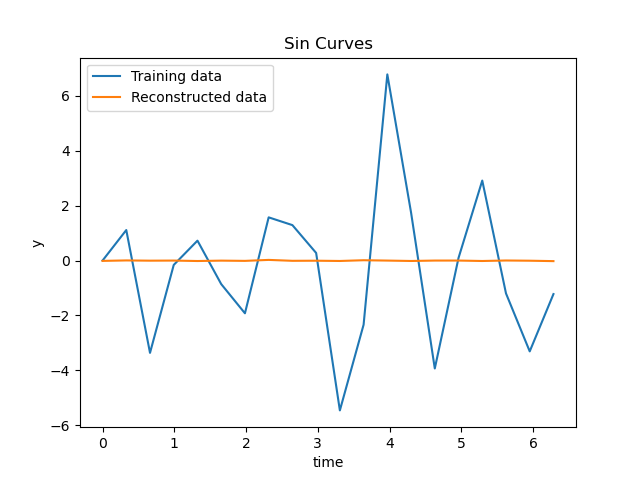 Sin Curves
Training data
Reconstructed data
6
4
2
0
−2
−4
−6
y
0 1 2 3 4 5 6
time